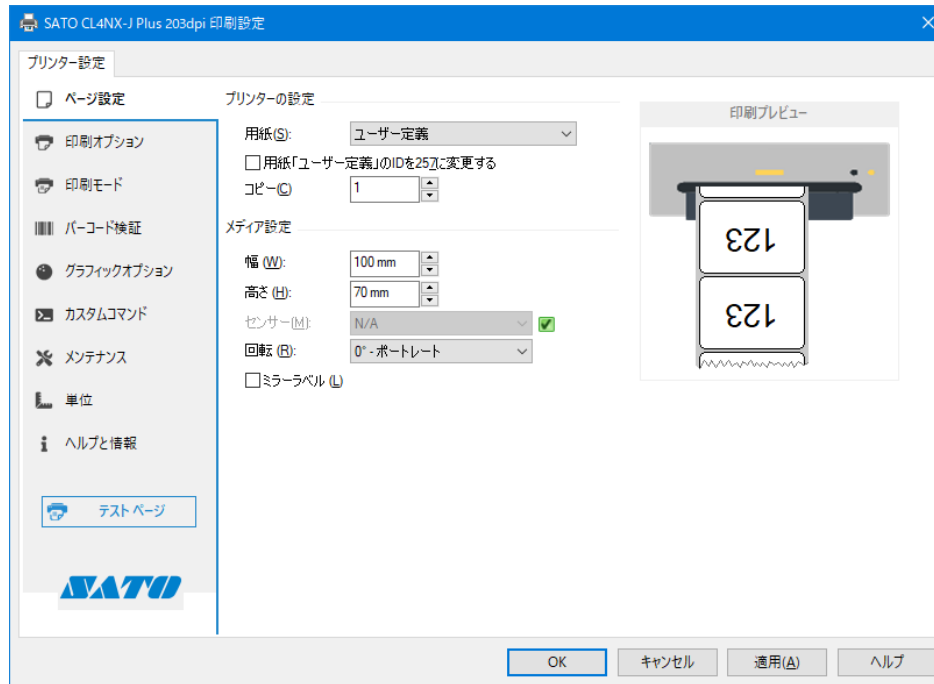 SATO CL4NX-J Plus 203dpi 印刷設定
プリンター設定
ページ設定
印刷オプション
印刷モード
バーコード検証
グラフィックオプション
カスタムコマンド
メンテナンス
単位
ヘルプと情報
テスト ページ
SATO
プリンターの設定
用紙(S): ユーザー定義
用紙「ユーザー定義」のIDを257に変更する
コピー(C) 1
メディア設定
幅 (W): 100 mm
高さ (H): 70 mm
センサー(M): N/A
回転 (R): 0° - ポートレート
ミラーラベル (L)
印刷プレビュー
123
123
OK キャンセル 適用(A) ヘルプ